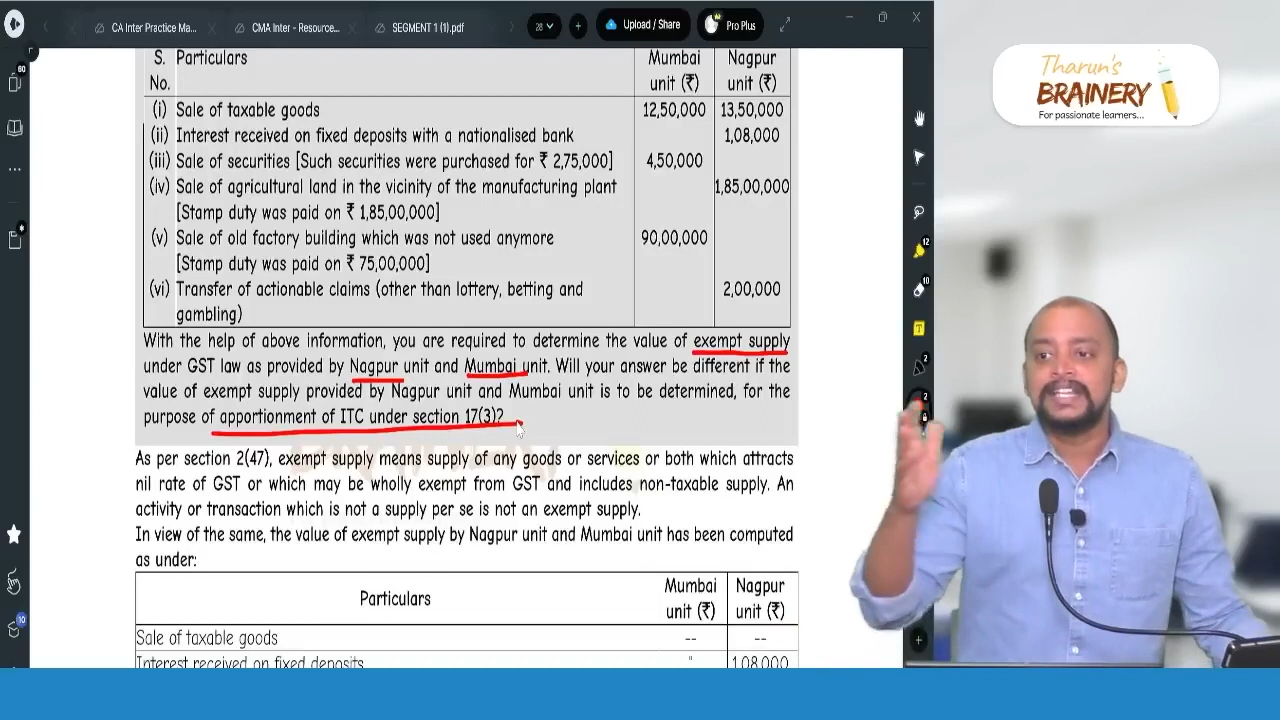 CA Inter Practice Ma...
CMA Inter - Resource...
SEGMENT 1 (1).pdf
28
Upload / Share
Pro Plus
Tharun's
BRAINERY
For passionate learners...
S. No. Particulars Mumbai unit (₹) Nagpur unit (₹)
(i) Sale of taxable goods 12,50,000 13,50,000
(ii) Interest received on fixed deposits with a nationalised bank 1,08,000
(iii) Sale of securities [Such securities were purchased for ₹ 2,75,000] 4,50,000
(iv) Sale of agricultural land in the vicinity of the manufacturing plant 1,85,00,000
[Stamp duty was paid on ₹ 1,85,00,000]
(v) Sale of old factory building which was not used anymore 90,00,000
[Stamp duty was paid on ₹ 75,00,000]
(vi) Transfer of actionable claims (other than lottery, betting and 2,00,000
gambling)
With the help of above information, you are required to determine the value of exempt supply
under GST law as provided by Nagpur unit and Mumbai unit. Will your answer be different if the
value of exempt supply provided by Nagpur unit and Mumbai unit is to be determined, for the
purpose of apportionment of ITC under section 17(3)?
As per section 2(47), exempt supply means supply of any goods or services or both which attracts
nil rate of GST or which may be wholly exempt from GST and includes non-taxable supply. An
activity or transaction which is not a supply per se is not an exempt supply.
In view of the same, the value of exempt supply by Nagpur unit and Mumbai unit has been computed
as under:
Particulars Mumbai unit (₹) Nagpur unit (₹)
Sale of taxable goods -- --
Interest received on fixed deposits " 1,08,000